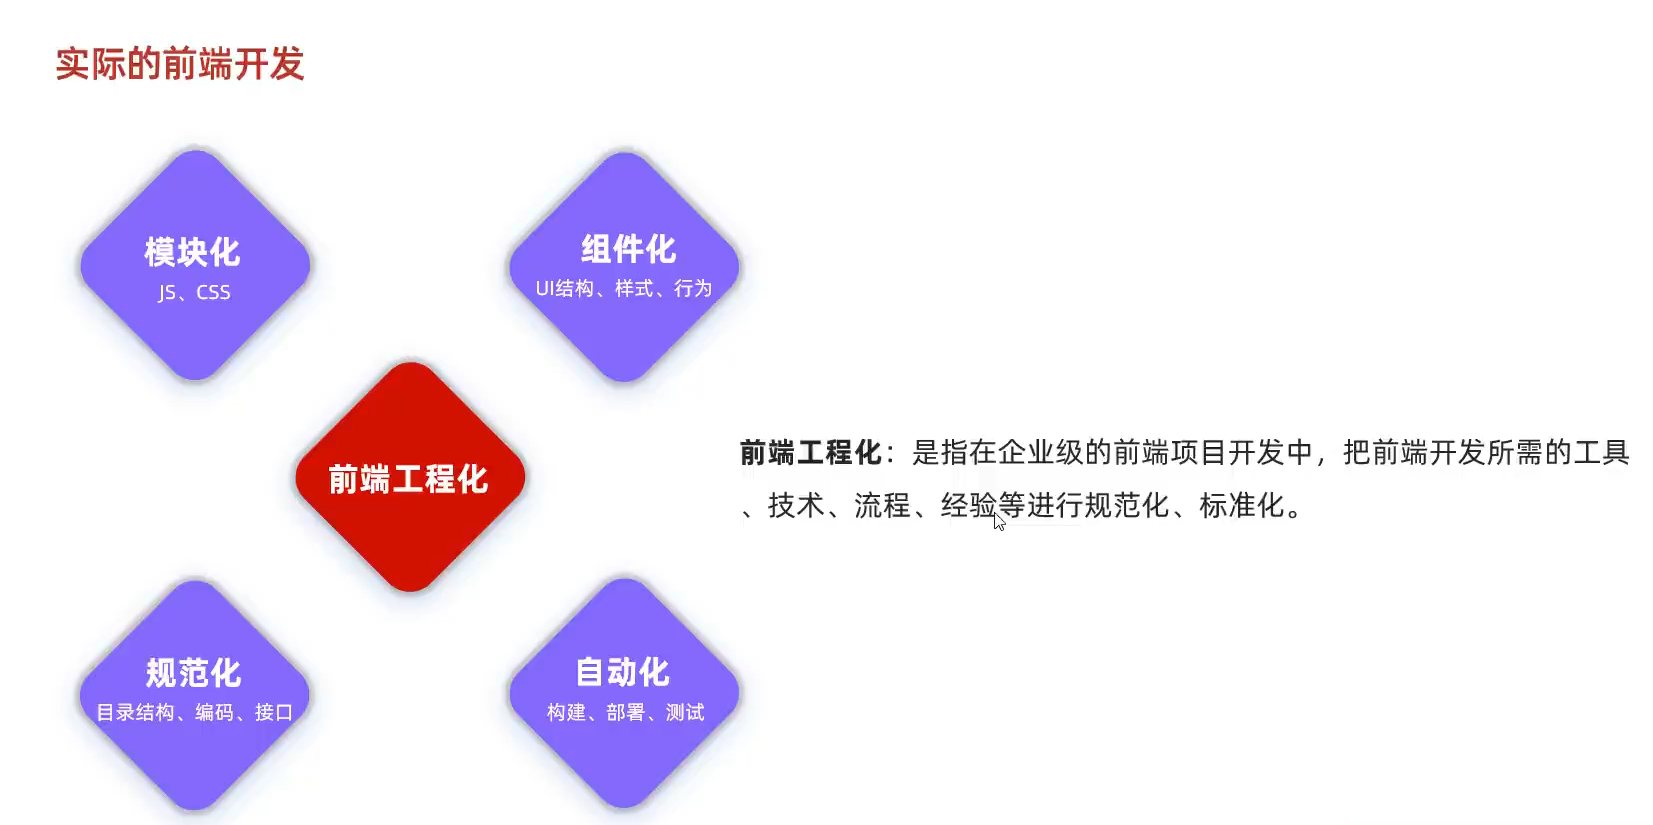 实际的前端开发
模块化
JS、CSS
组件化
UI结构、样式、行为
前端工程化
前端工程化：是指在企业级的前端项目开发中，把前端开发所需的工具
、技术、流程、经验等进行规范化、标准化。
规范化
目录结构、编码、接口
自动化
构建、部署、测试